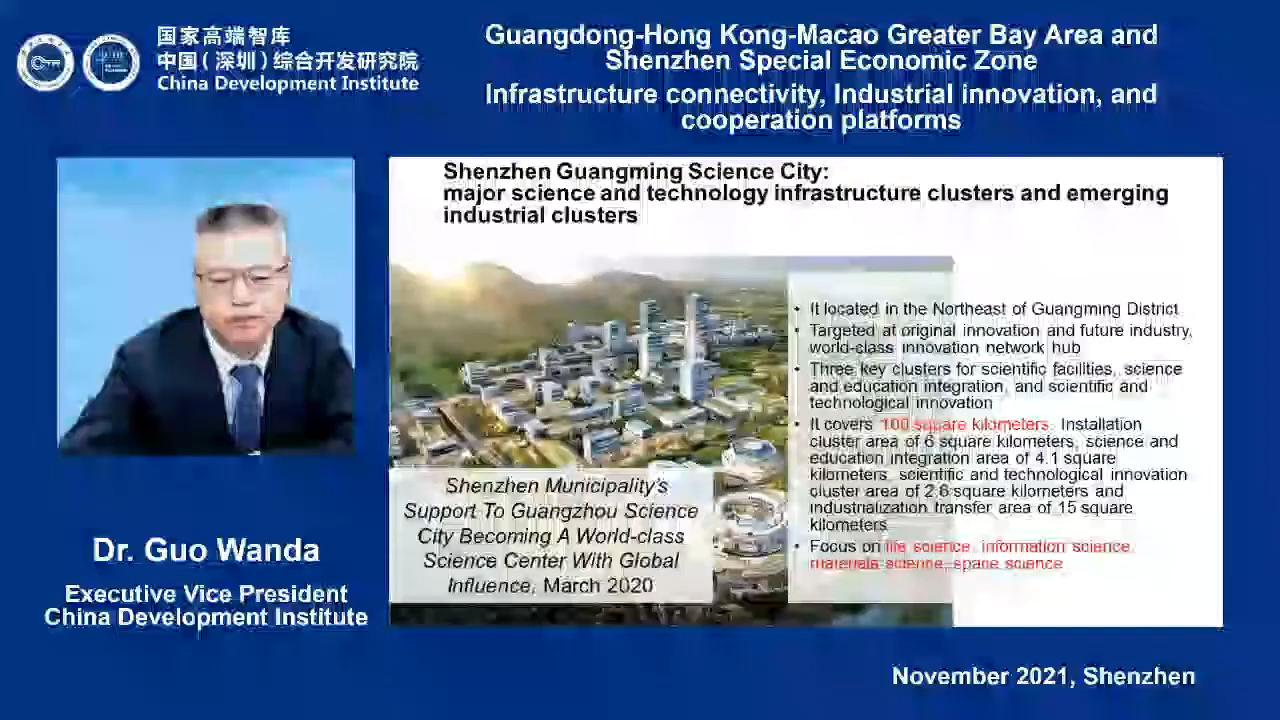 国家高端智库
中国（深圳）综合开发研究院
China Development Institute
Guangdong-Hong Kong-Macao Greater Bay Area and
Shenzhen Special Economic Zone
Infrastructure connectivity, Industrial innovation, and
cooperation platforms
Shenzhen Guangming Science City:
major science and technology infrastructure clusters and emerging
industrial clusters
• It located in the Northeast of Guangming District
• Targeted at original innovation and future industry,
world-class innovation network hub
• Three key clusters for scientific facilities, science
and education integration, and scientific and
technological innovation
• It covers 100 square kilometers. Installation
cluster area of 6 square kilometers, science and
education integration area of 4.1 square
kilometers, scientific and technological innovation
cluster area of 2.6 square kilometers and
industrialization transfer area of 15 square
kilometers
• Focus on life science, information science,
materials science, space science
Shenzhen Municipality's
Support To Guangzhou Science
City Becoming A World-class
Science Center With Global
Influence, March 2020
Dr. Guo Wanda
Executive Vice President
China Development Institute
November 2021, Shenzhen